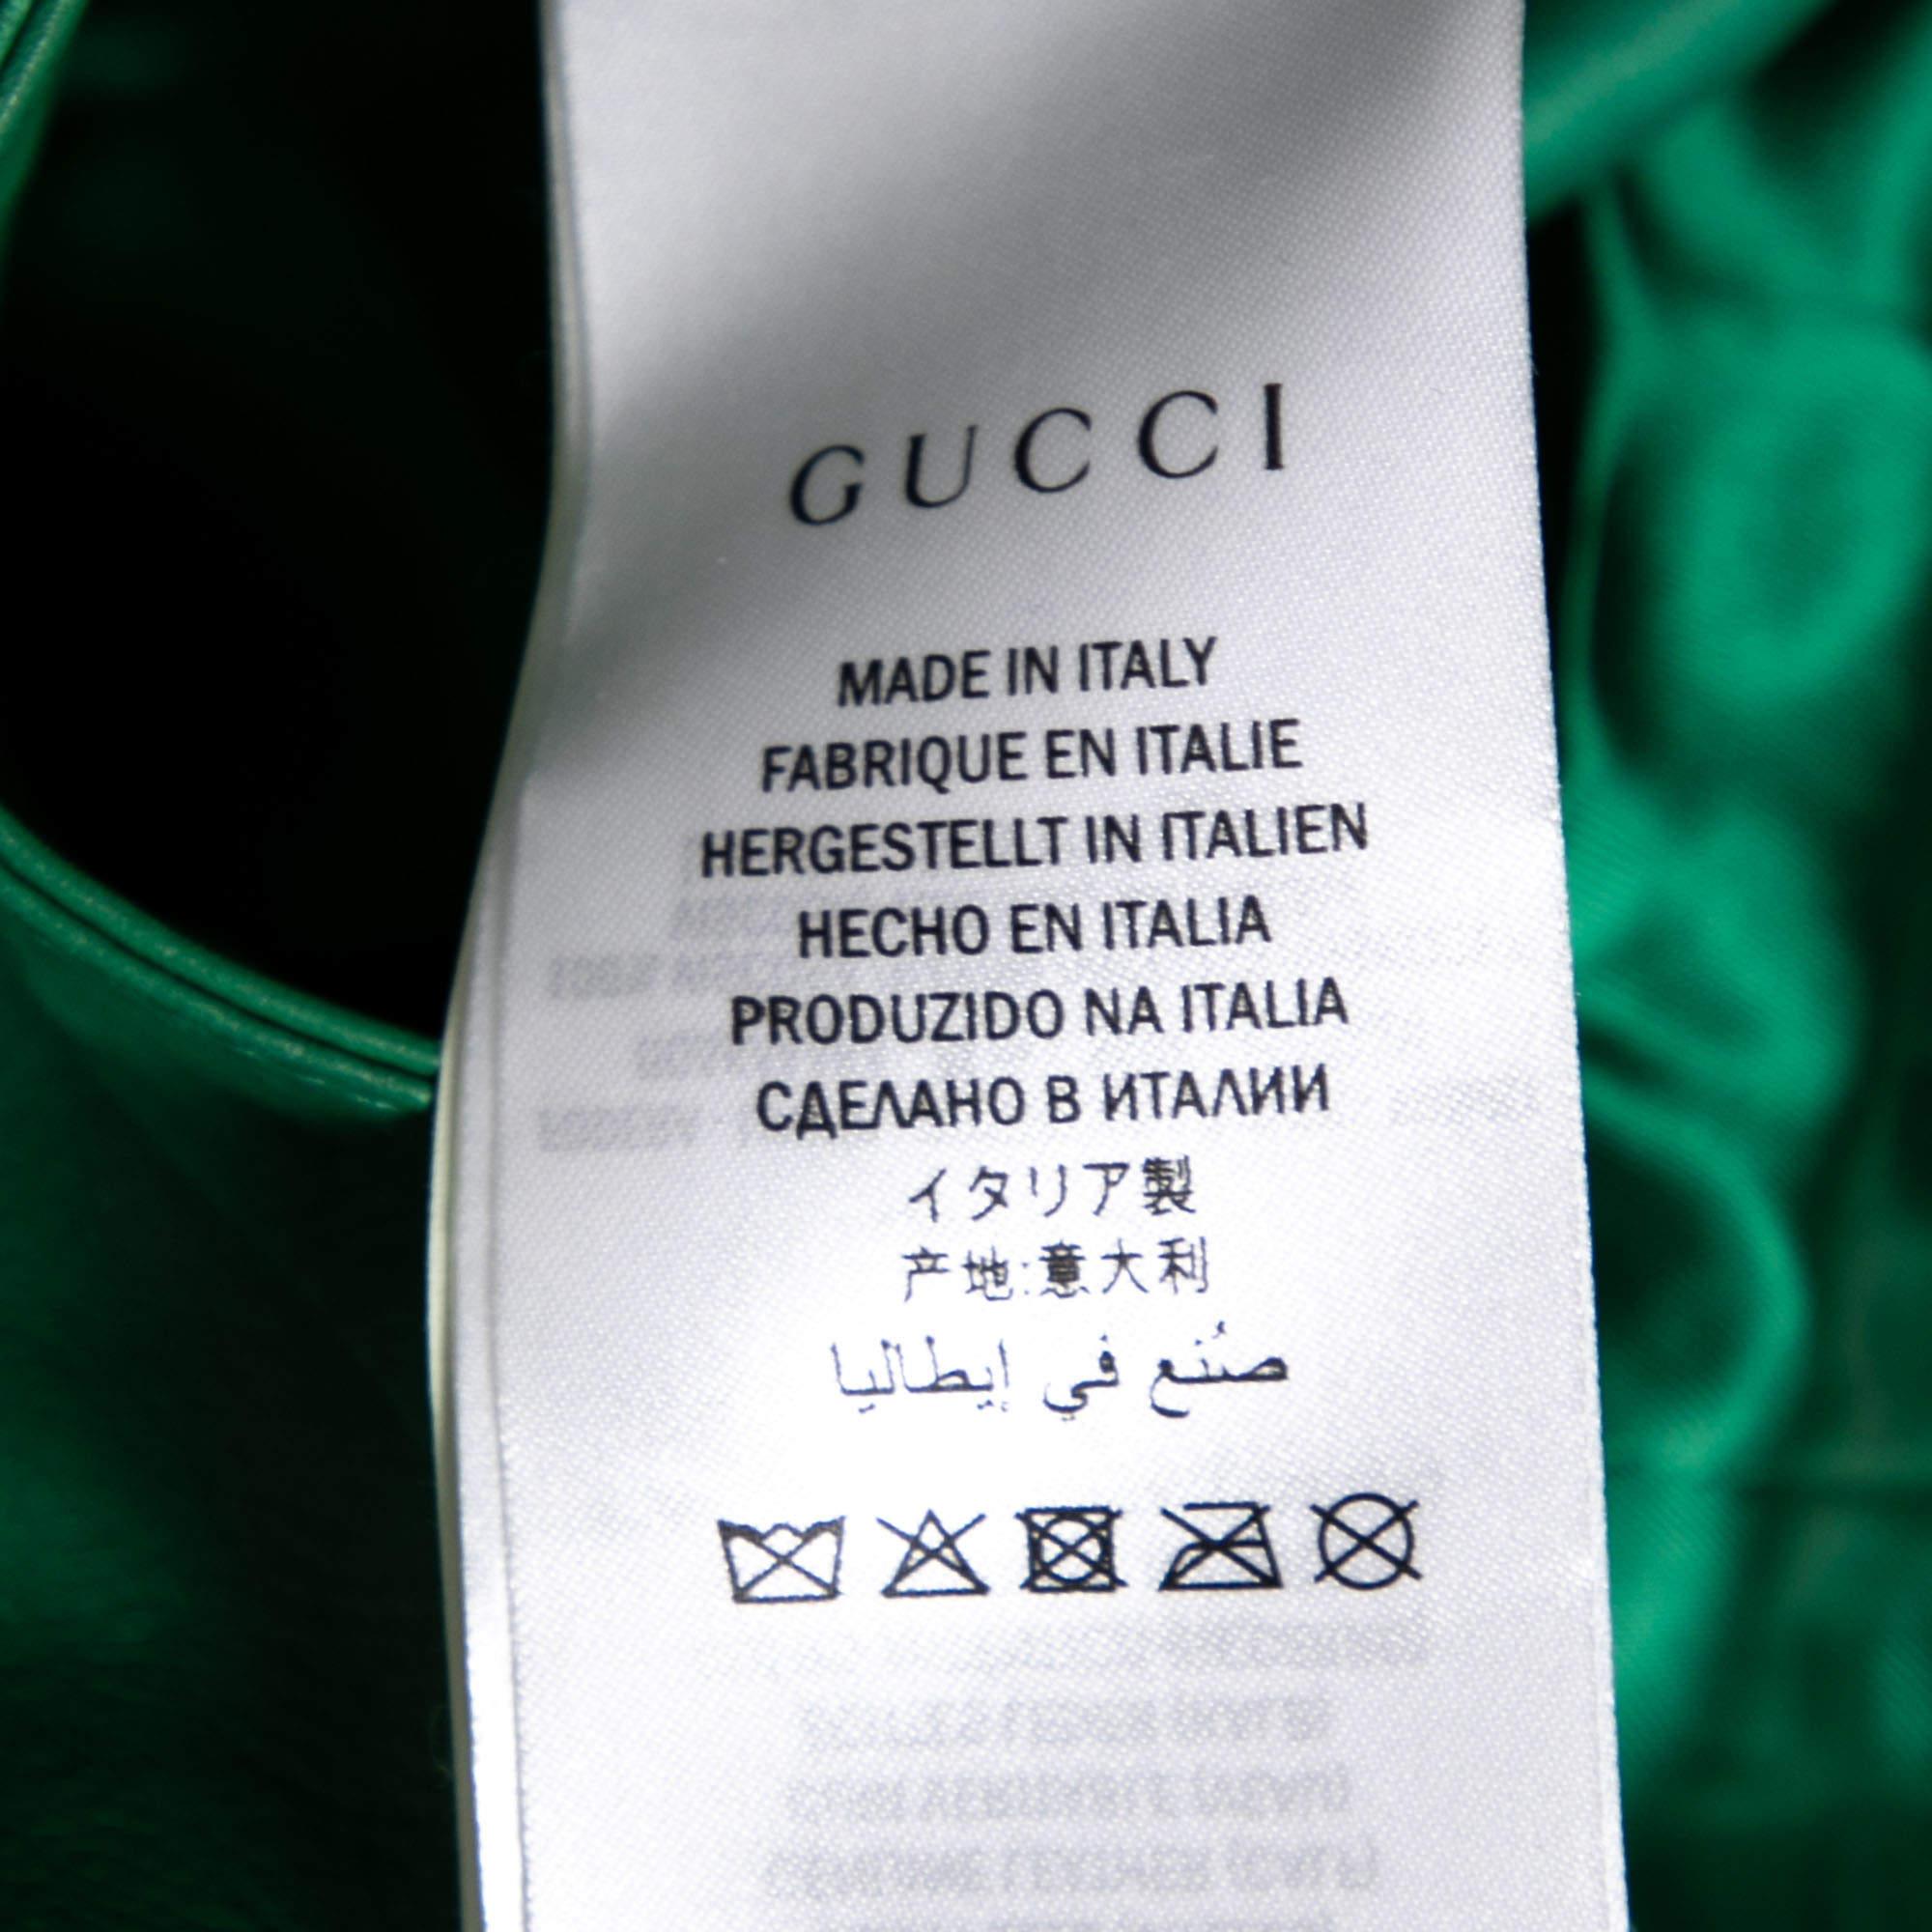 GUCCI
MADE IN ITALY
FABRIQUE EN ITALIE
HERGESTELLT IN ITALIEN
HECHO EN ITALIA
PRODUZIDO NA ITALIA
СДЕЛАНО В ИТАЛИИ
イタリア製
产地:意大利
صُنع في إيطاليا